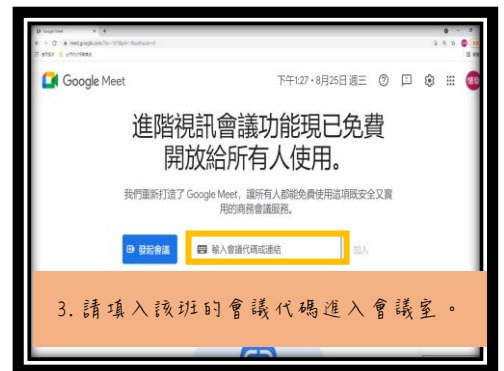 Google Meet
meet.google.com
Google Meet
下午1:27 • 8月25日 週三
進階視訊會議功能現已免費
開放給所有人使用。
我們重新打造了 Google Meet，讓所有人都能免費使用這項既安全又實
用的商務會議服務。
發起會議
輸入會議代碼或連結
加入
3.請填入該班的會議代碼進入會議室。